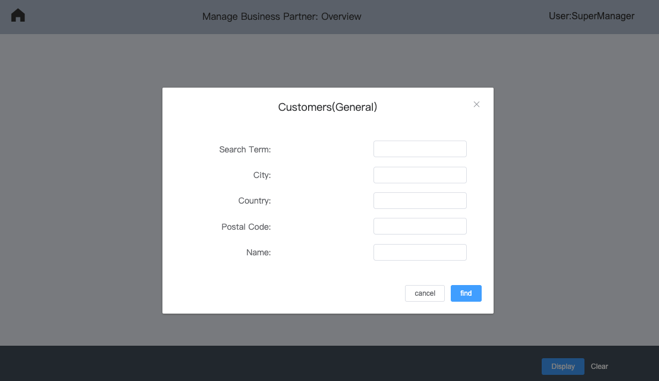 Manage Business Partner: Overview
User:SuperManager
Customers(General)
Search Term:
City:
Country:
Postal Code:
Name:
cancel
find
Display
Clear